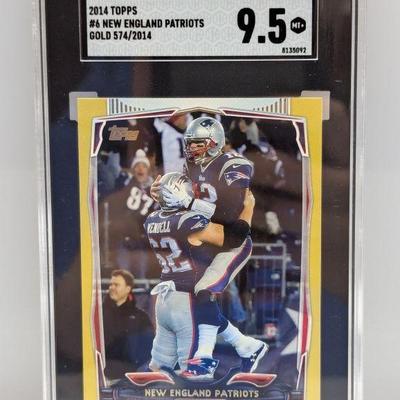 2014 TOPPS
#6 NEW ENGLAND PATRIOTS
GOLD 574/2014
9.5 MT+
8135092
Topps
87
12
WENDELL
62
NEW ENGLAND PATRIOTS